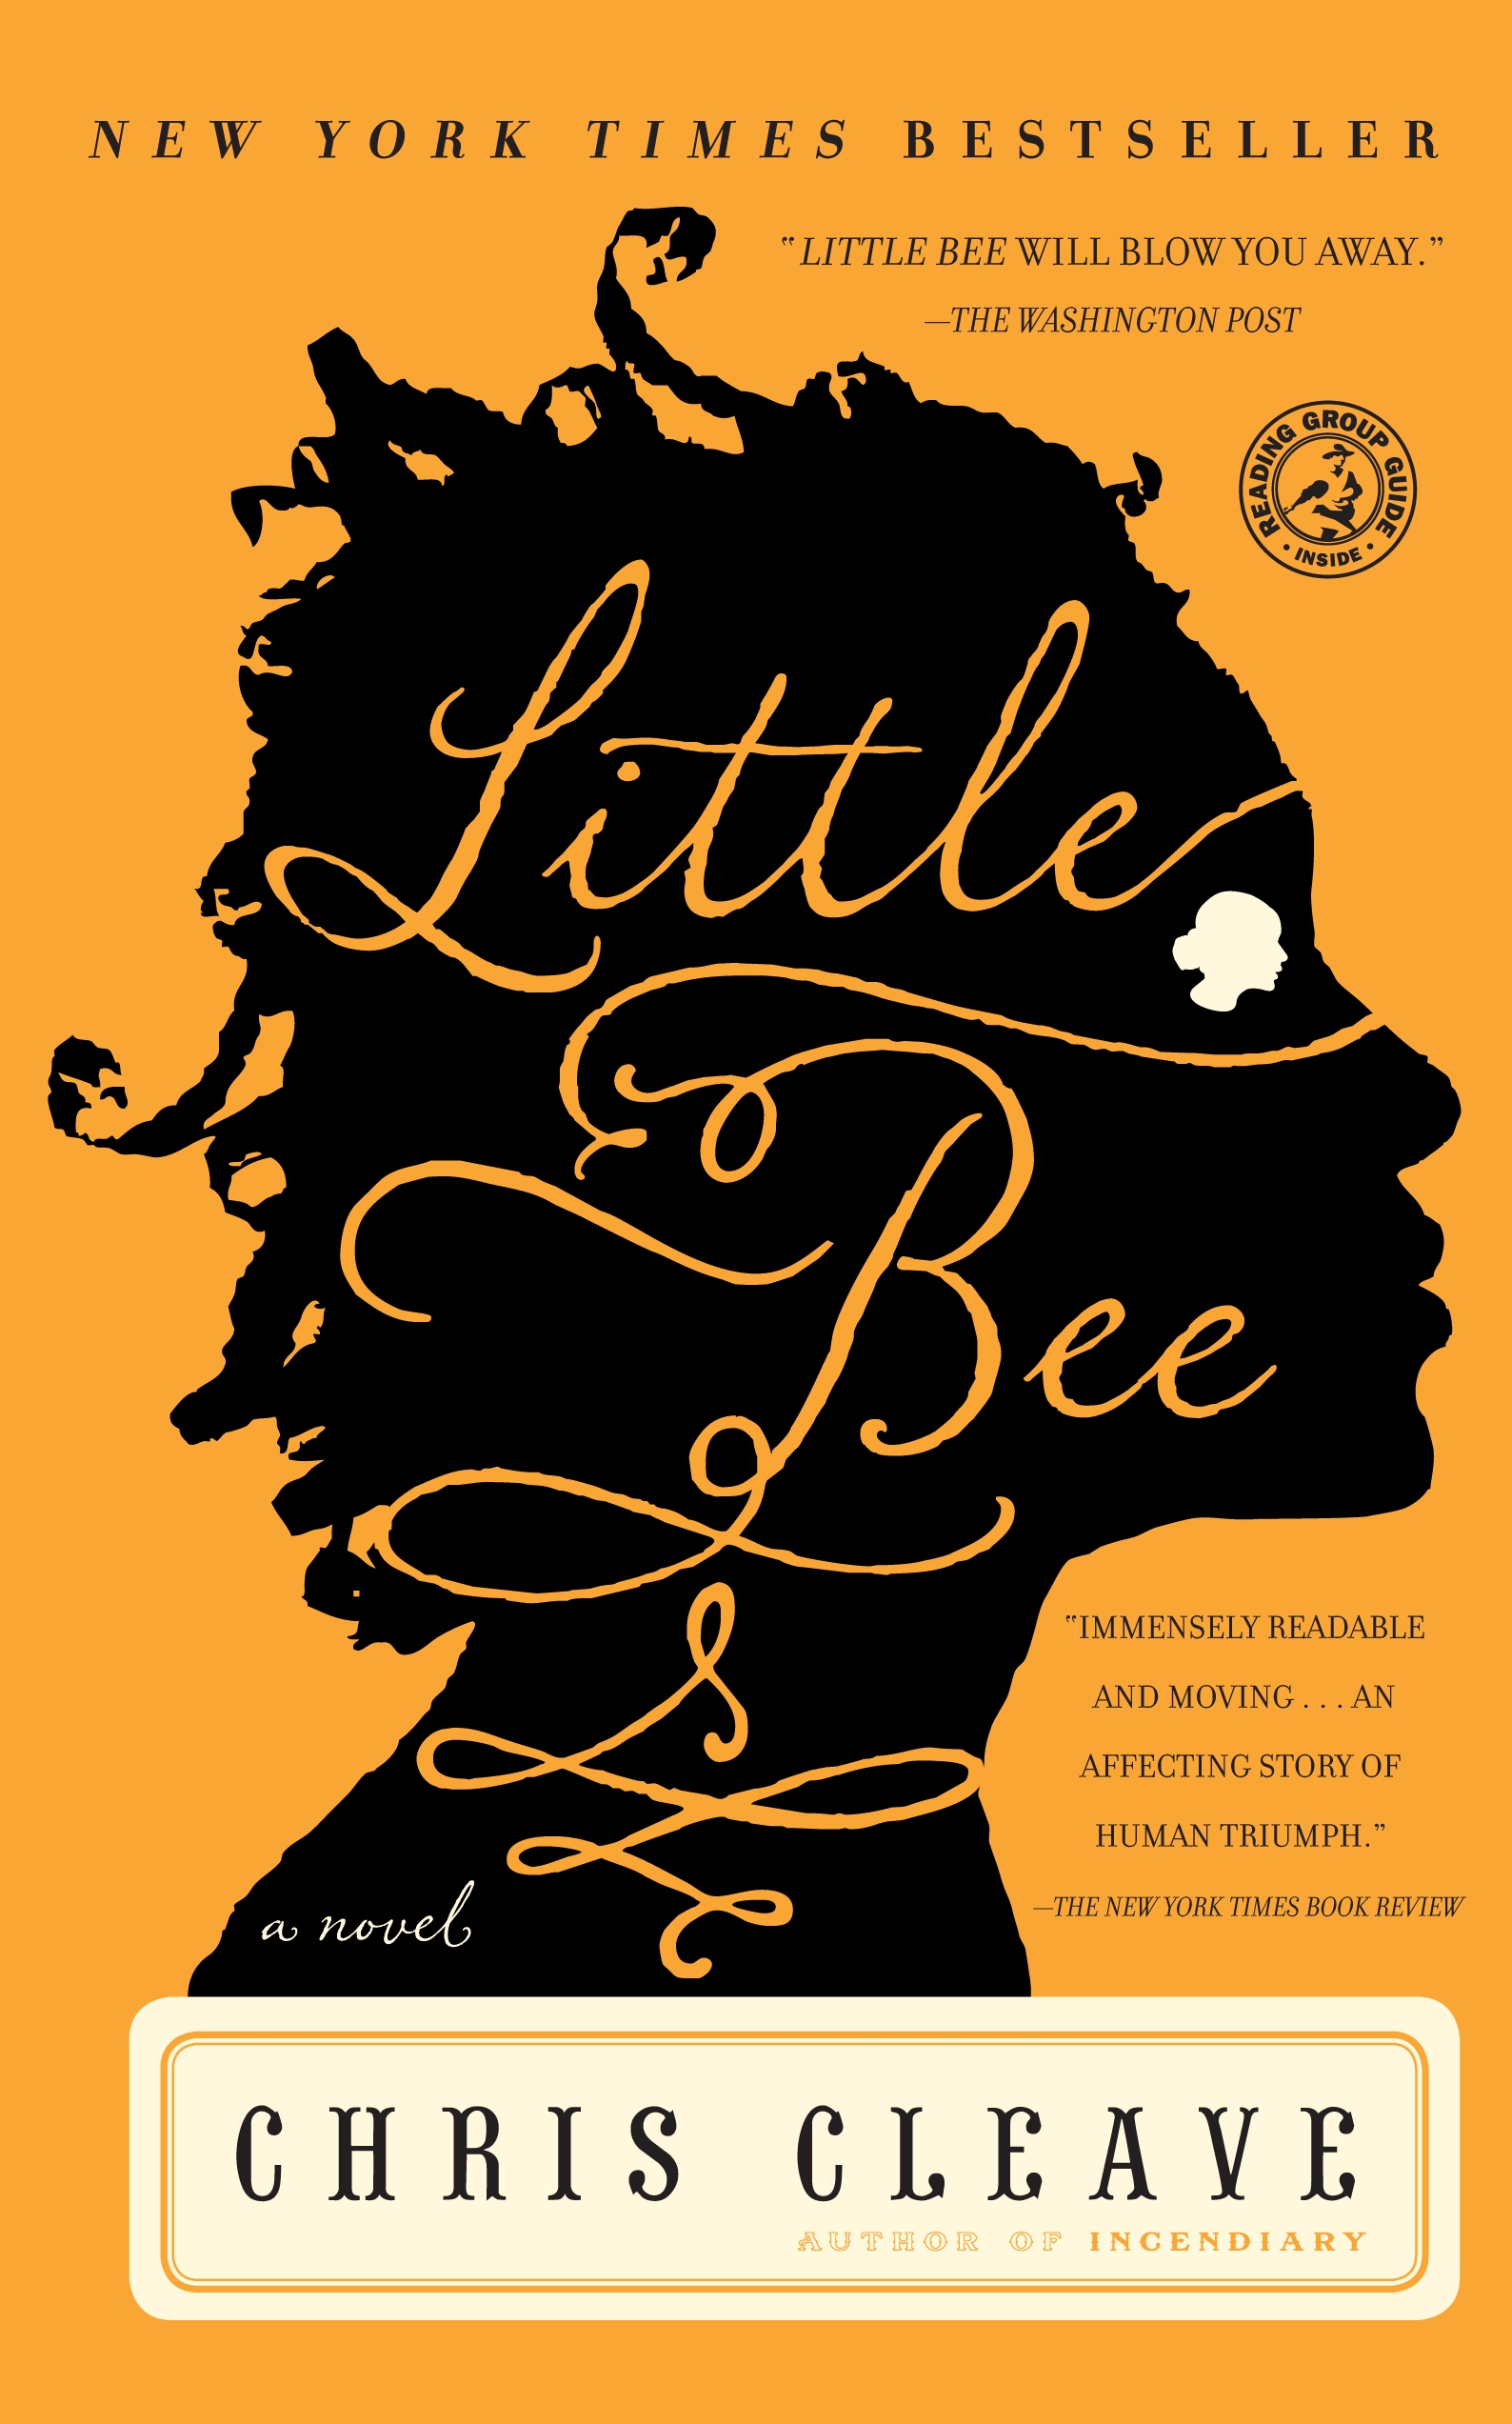 NEW YORK TIMES BESTSELLER
“LITTLE BEE WILL BLOW YOU AWAY.”
—THE WASHINGTON POST
READING GROUP GUIDE
• INSIDE •
Little
Bee
“IMMENSELY READABLE
AND MOVING . . . AN
AFFECTING STORY OF
HUMAN TRIUMPH.”
—THE NEW YORK TIMES BOOK REVIEW
a novel
CHRIS CLEAVE
AUTHOR OF INCENDIARY